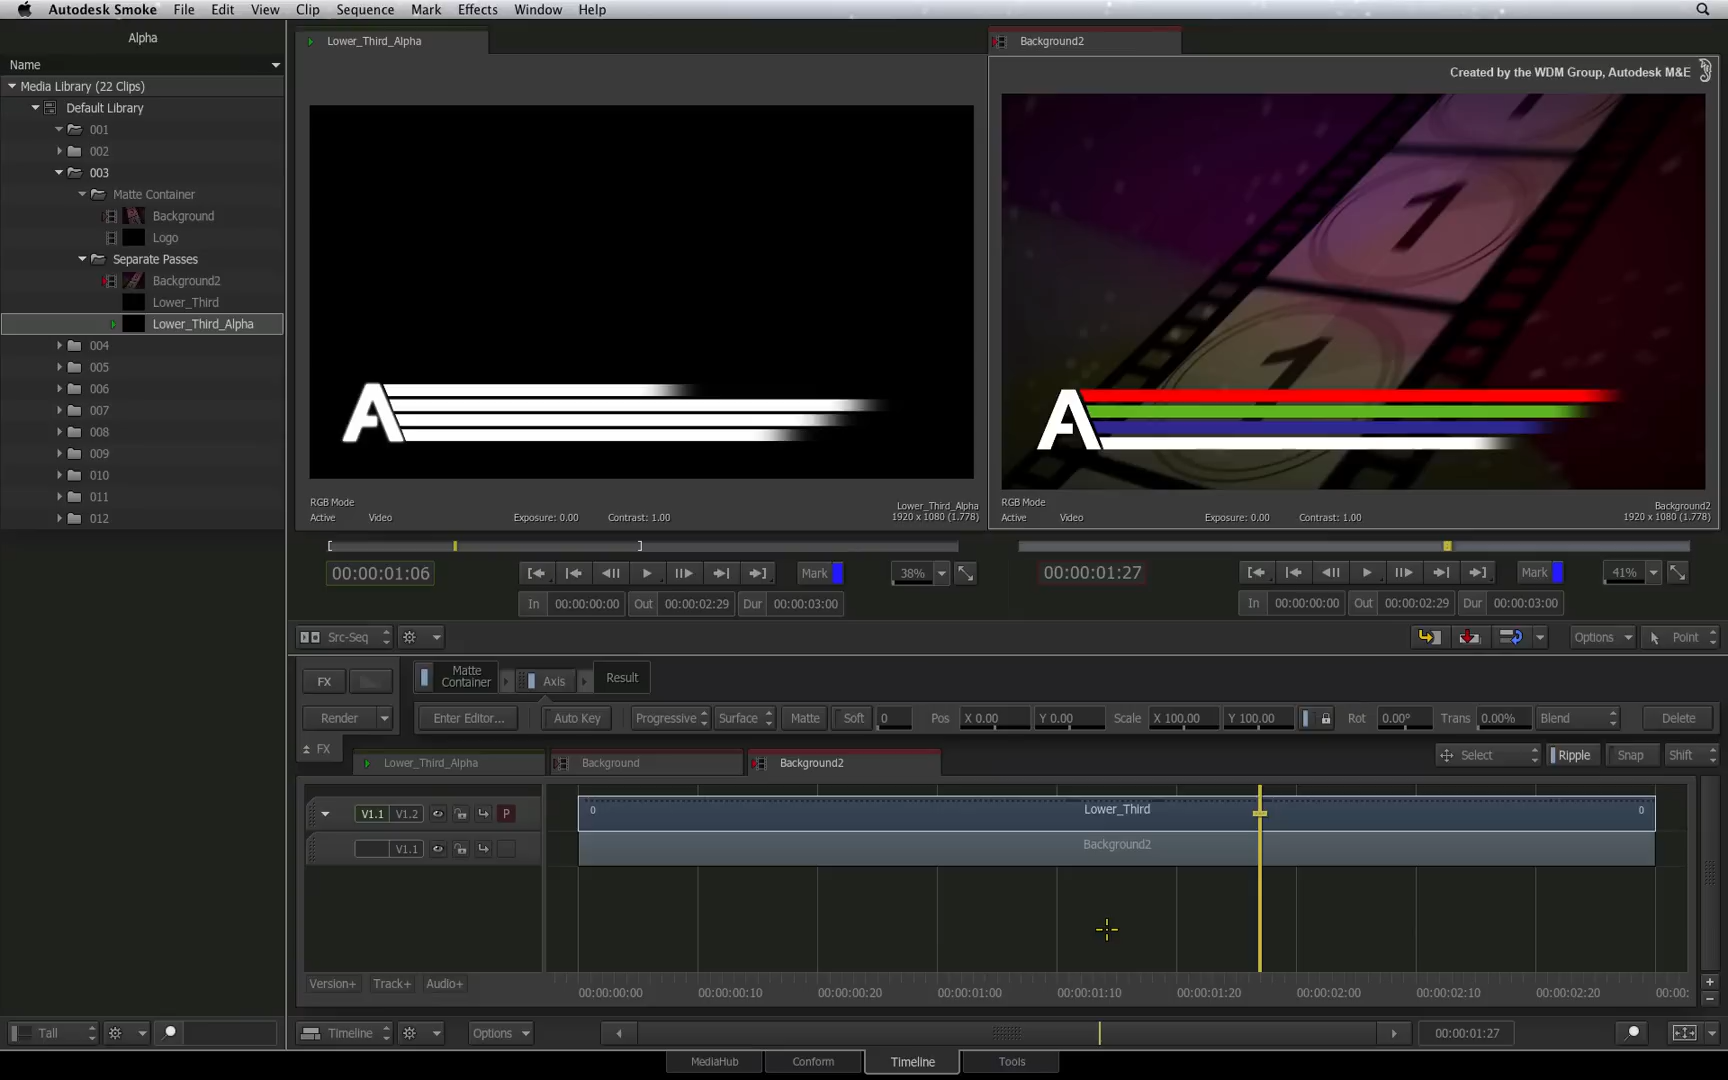 Autodesk Smoke File Edit View Clip Sequence Mark Effects Window Help
Alpha
Name
Media Library (22 Clips)
Default Library
001
002
003
Matte Container
Background
Logo
Separate Passes
Background2
Lower_Third
Lower_Third_Alpha
004
005
006
007
008
009
010
011
012
Tall
Lower_Third_Alpha
A
RGB Mode
Active Video Exposure: 0.00 Contrast: 1.00
Lower_Third_Alpha
1920 x 1080 (1.778)
00:00:01:06
Mark
38%
In 00:00:00:00 Out 00:00:02:29 Dur 00:00:03:00
Background2
Created by the WDM Group, Autodesk M&E
1
1
A
RGB Mode
Active Video Exposure: 0.00 Contrast: 1.00
Background2
1920 x 1080 (1.778)
00:00:01:27
Mark
41%
In 00:00:00:00 Out 00:00:02:29 Dur 00:00:03:00
Src-Seq
Options
Point
FX
Matte Container
Axis
Result
Render
Enter Editor...
Auto Key
Progressive
Surface
Matte
Soft 0
Pos X 0.00 Y 0.00
Scale X 100.00 Y 100.00
Rot 0.00°
Trans 0.00%
Blend
Delete
FX
Lower_Third_Alpha
Background
Background2
Select
Ripple
Snap
Shift
V1.1 V1.2 P
0 Lower_Third 0
V1.1
Background2
Version+ Track+ Audio+
00:00:00:00 00:00:00:10 00:00:00:20 00:00:01:00 00:00:01:10 00:00:01:20 00:00:02:00 00:00:02:10 00:00:02:20 00:00:
Timeline
Options
00:00:01:27
MediaHub Conform Timeline Tools